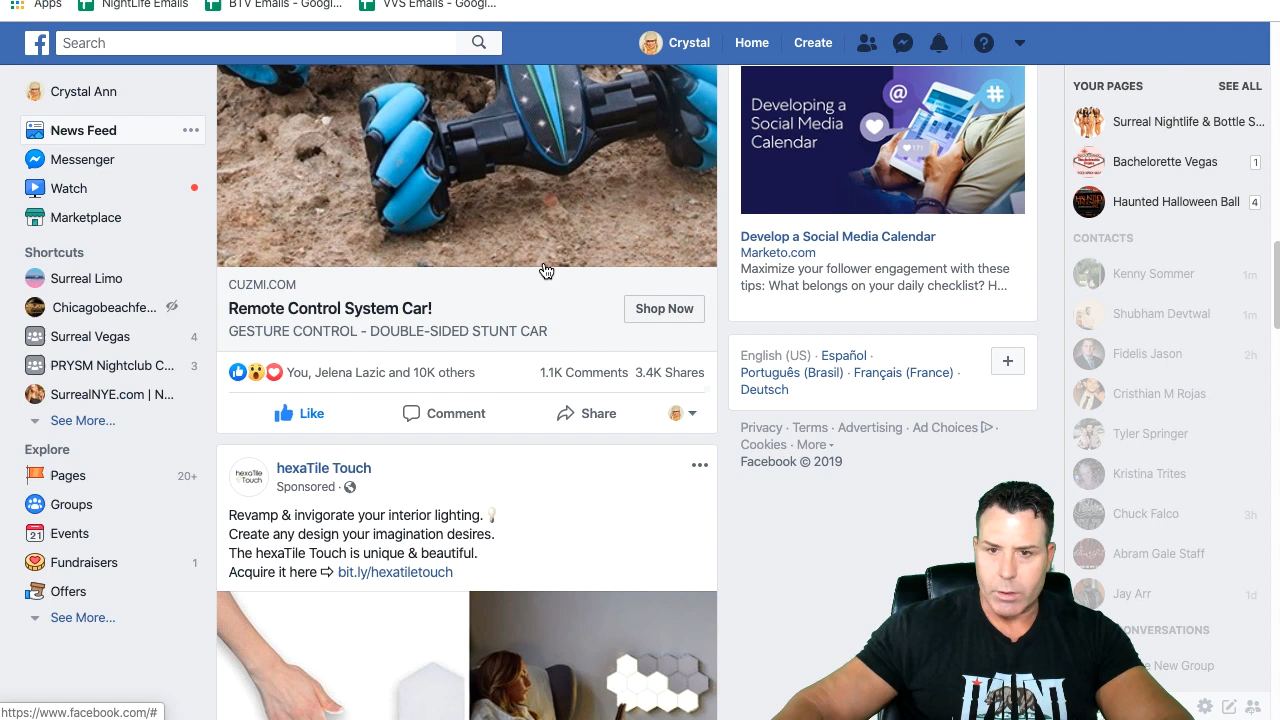 Apps NightLife Emails BTV Emails - Googl... VVS Emails - Googl...
Search
Crystal Home Create
Crystal Ann
News Feed
Messenger
Watch
Marketplace
Shortcuts
Surreal Limo
Chicagobeachfe...
Surreal Vegas 4
PRYSM Nightclub C... 3
SurrealNYE.com | N...
See More...
Explore
Pages 20+
Groups
21 Events
Fundraisers 1
Offers
See More...
https://www.facebook.com/#
CUZMI.COM
Remote Control System Car!
GESTURE CONTROL - DOUBLE-SIDED STUNT CAR
Shop Now
You, Jelena Lazic and 10K others 1.1K Comments 3.4K Shares
Like Comment Share
hexaTile Touch
hexaTile Touch
Sponsored ·
Revamp & invigorate your interior lighting.
Create any design your imagination desires.
The hexaTile Touch is unique & beautiful.
Acquire it here ⇨ bit.ly/hexatiletouch
Developing a
Social Media
Calendar
@ #
171
Develop a Social Media Calendar
Marketo.com
Maximize your follower engagement with these
tips: What belongs on your daily checklist? H...
English (US) · Español ·
Português (Brasil) · Français (France) ·
Deutsch
Privacy · Terms · Advertising · Ad Choices ·
Cookies · More
Facebook © 2019
YOUR PAGES SEE ALL
Surreal Nightlife & Bottle S...
Bachelorette Vegas 1
Haunted Halloween Ball 4
CONTACTS
Kenny Sommer 1m
Shubham Devtwal 1m
Fidelis Jason 2h
Cristhian M Rojas
Tyler Springer
Kristina Trites
Chuck Falco 3h
Abram Gale Staff
Jay Arr 1d
ONVERSATIONS
e New Group